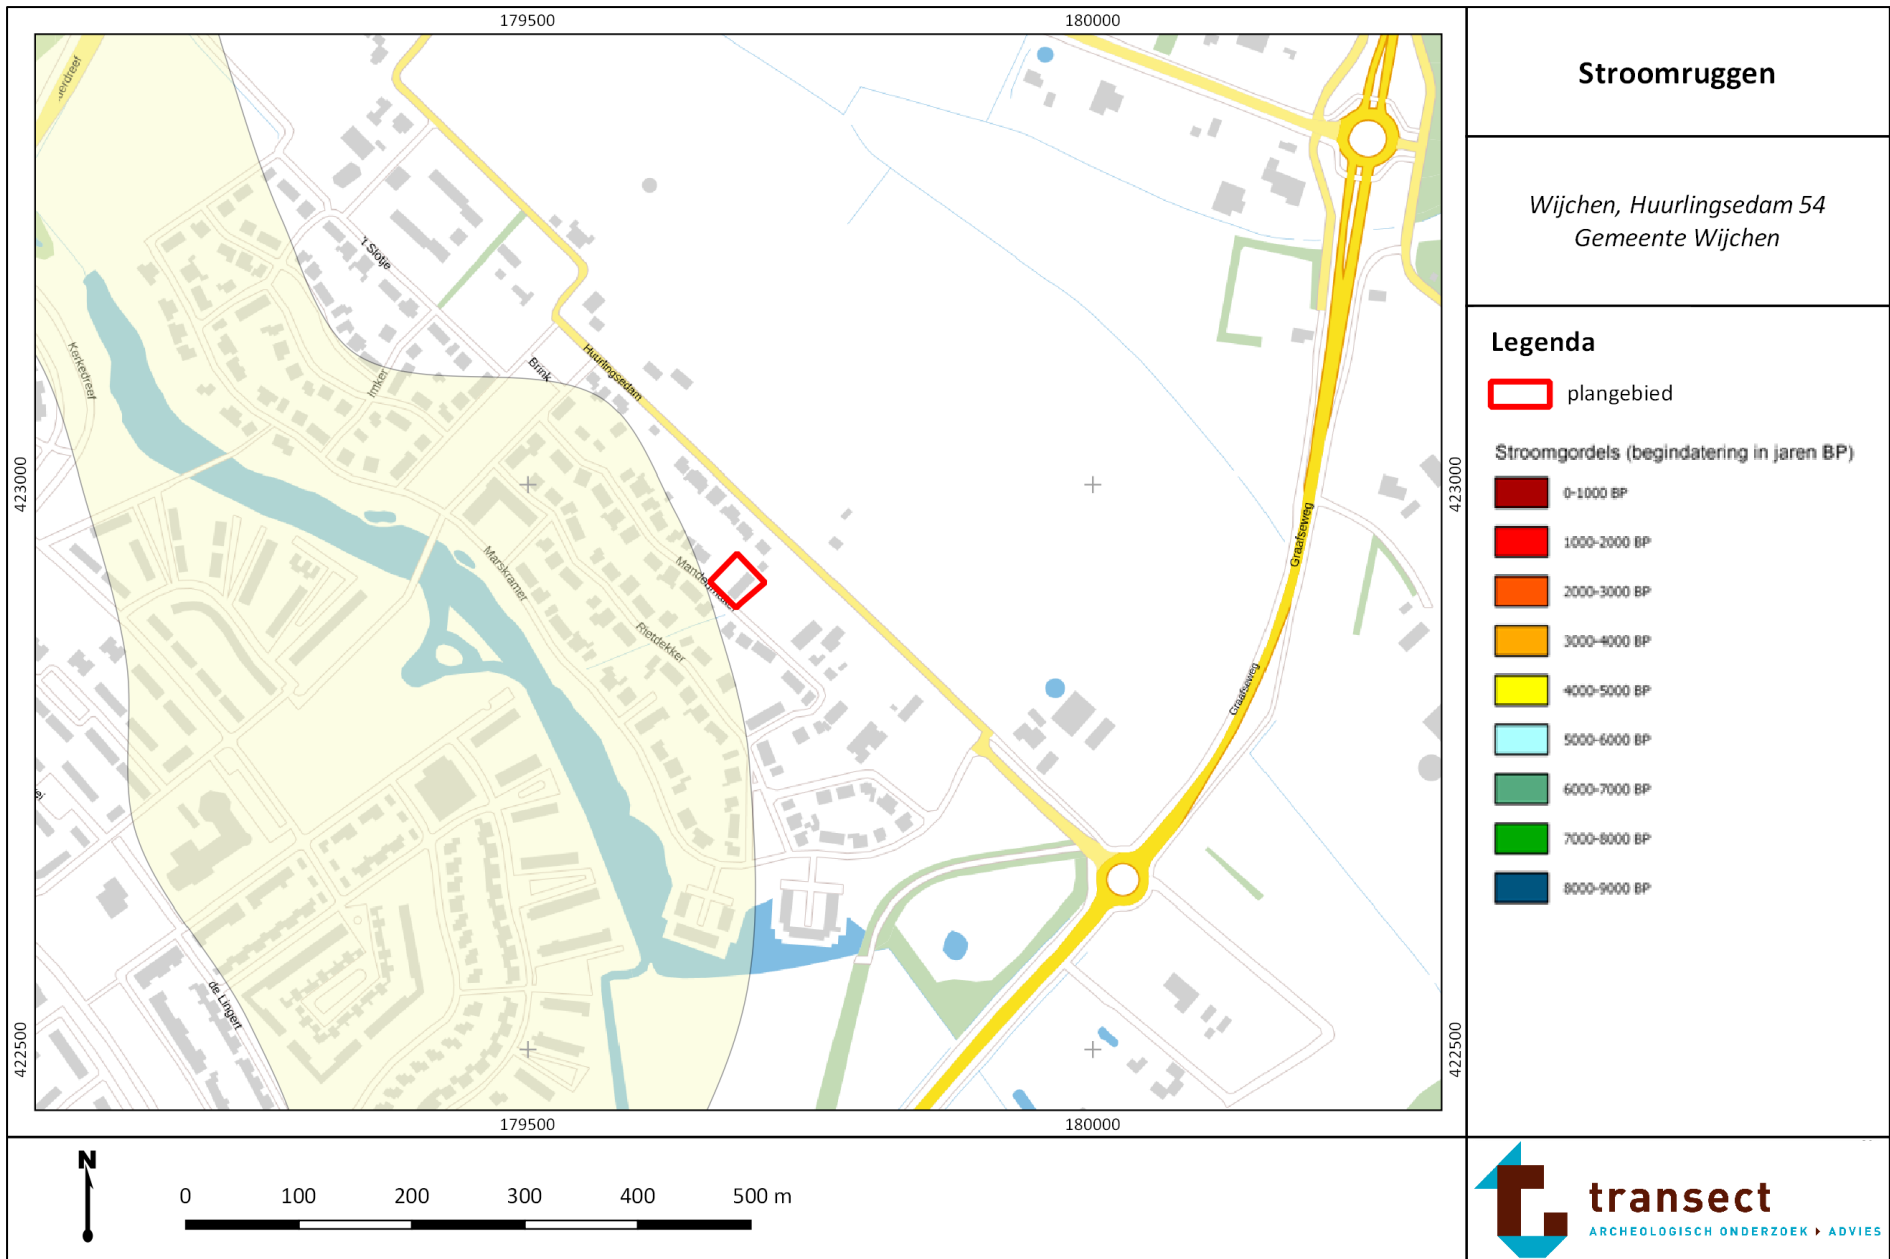 179500
180000
Stroomruggen
Wijchen, Huurlingsedam 54
Gemeente Wijchen
Legenda
plangebied
Stroomgordels (begindatering in jaren BP)
0-1000 BP
1000-2000 BP
2000-3000 BP
3000-4000 BP
4000-5000 BP
5000-6000 BP
6000-7000 BP
7000-8000 BP
8000-9000 BP
423000
423000
422500
422500
't Slotje
Kerkedreef
Imker
Brink
Huurlingsedam
Marskramer
Rietdekker
Graafseweg
Graafseweg
de Lingert
179500
180000
N
0
100
200
300
400
500 m
transect
ARCHEOLOGISCH ONDERZOEK ▸ ADVIES